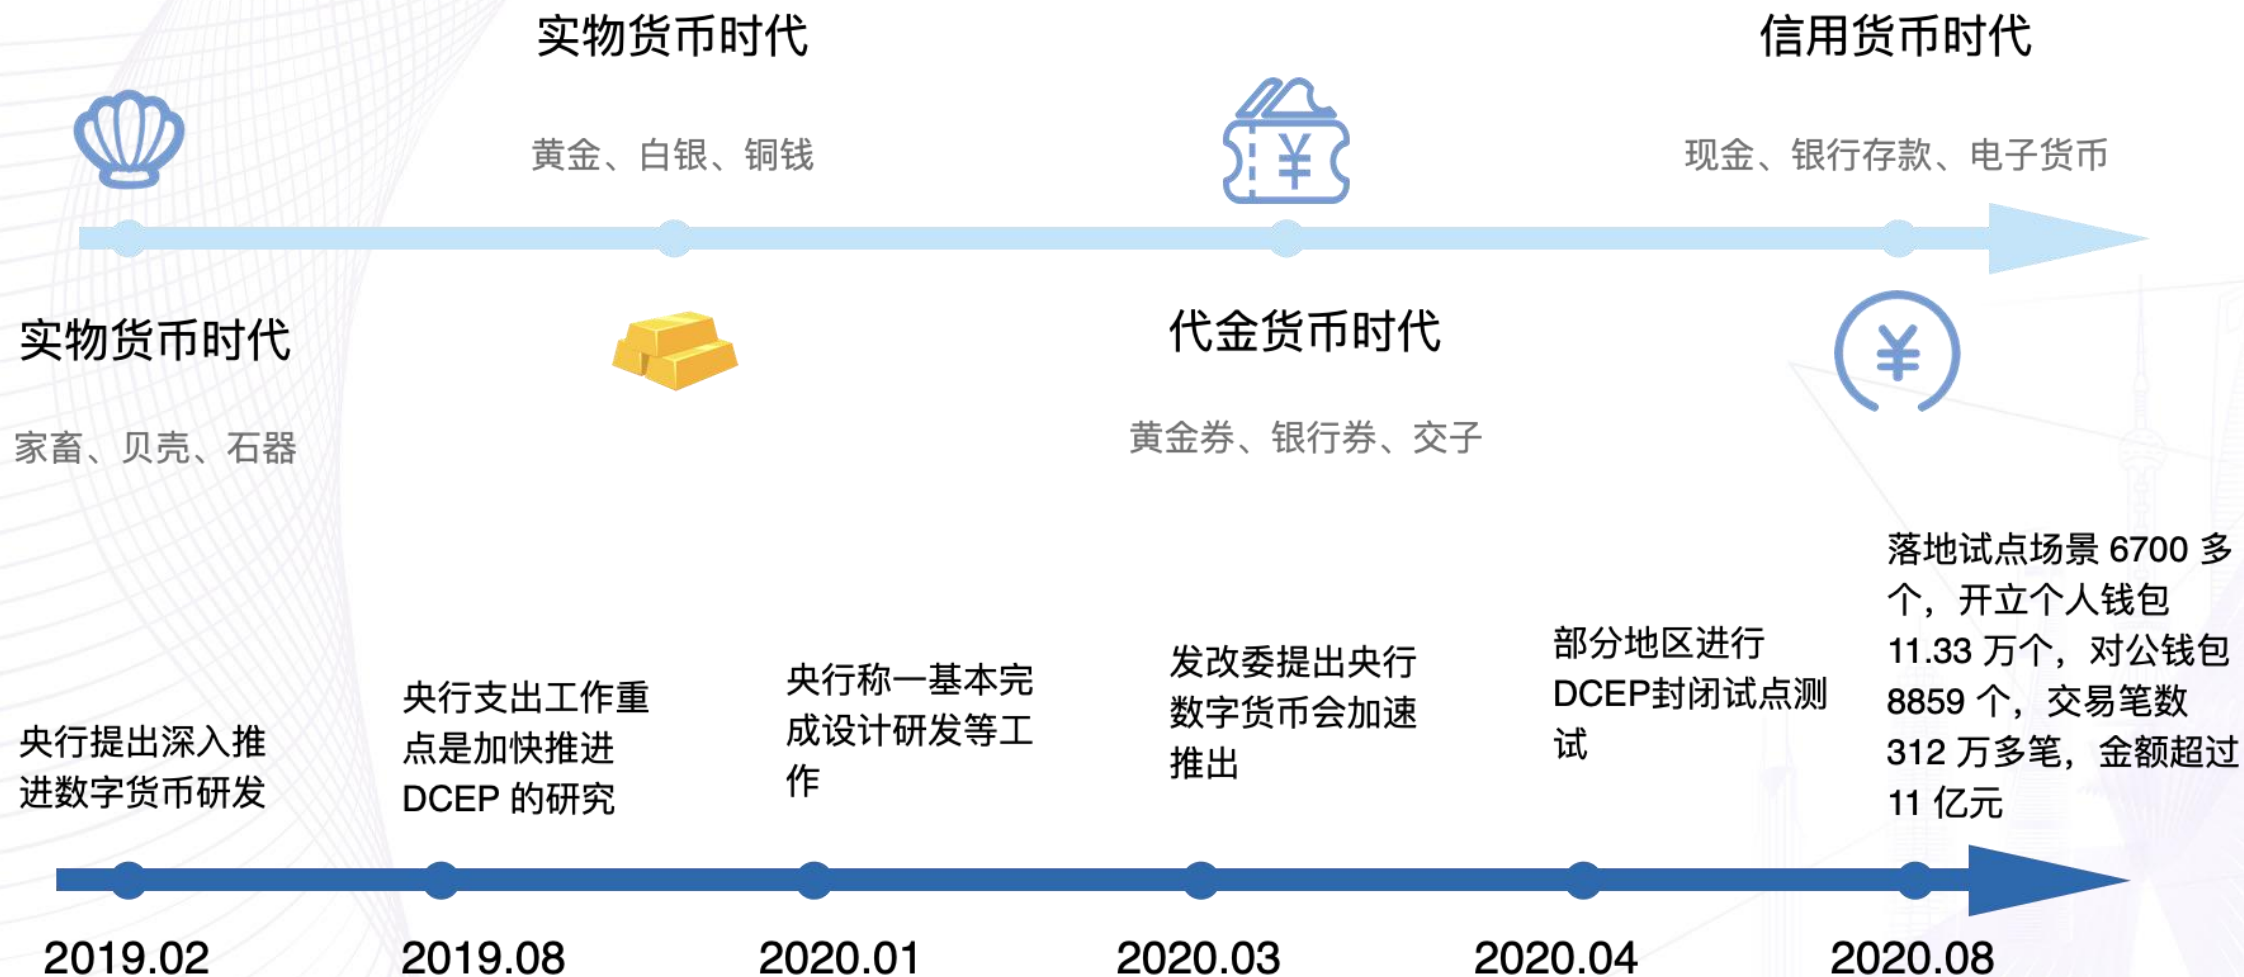 实物货币时代
信用货币时代
黄金、白银、铜钱
现金、银行存款、电子货币
实物货币时代
代金货币时代
家畜、贝壳、石器
黄金券、银行券、交子
央行提出深入推
进数字货币研发
央行支出工作重
点是加快推进
DCEP 的研究
央行称一基本完
成设计研发等工
作
发改委提出央行
数字货币会加速
推出
部分地区进行
DCEP封闭试点测
试
落地试点场景 6700 多
个，开立个人钱包
11.33 万个，对公钱包
8859 个，交易笔数
312 万多笔，金额超过
11 亿元
2019.02
2019.08
2020.01
2020.03
2020.04
2020.08